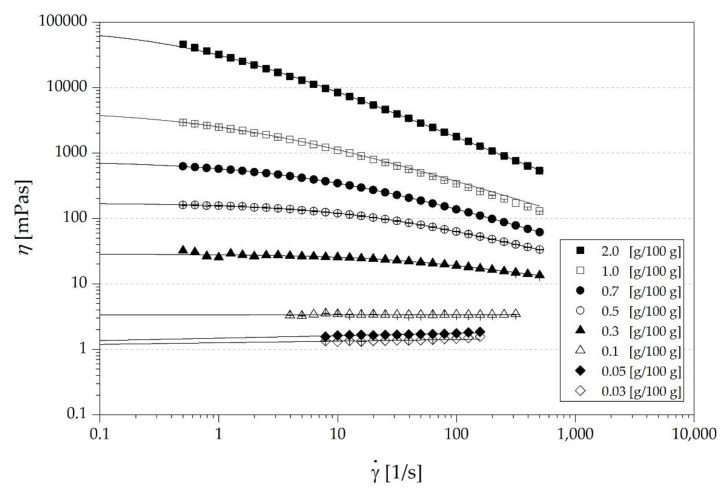 100000
10000
1000
100
10
1
0.1
η [mPas]
2.0 [g/100 g]
1.0 [g/100 g]
0.7 [g/100 g]
0.5 [g/100 g]
0.3 [g/100 g]
0.1 [g/100 g]
0.05 [g/100 g]
0.03 [g/100 g]
0.1 1 10 100 1,000 10,000
γ̇ [1/s]